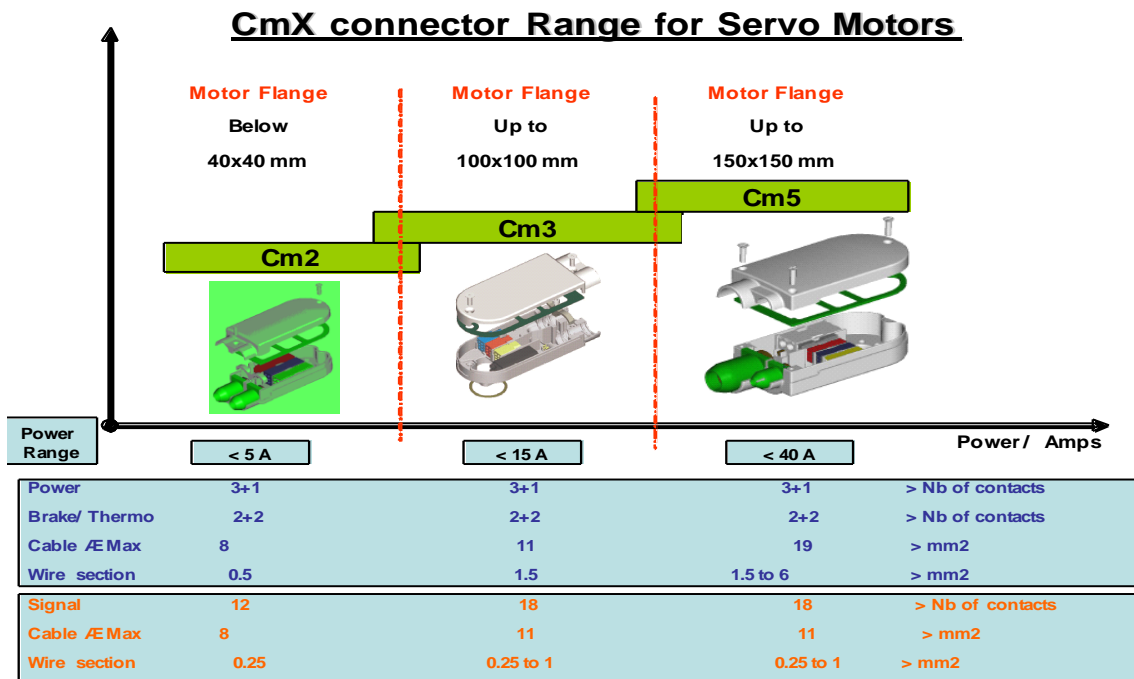 CmX connector Range for Servo Motors
Motor Flange Motor Flange Motor Flange
Below Up to Up to
40x40 mm 100x100 mm 150x150 mm
Cm5
Cm3
Cm2
Power Range
Power / Amps
< 5 A < 15 A < 40 A
Power 3+1 3+1 3+1 > Nb of contacts
Brake/ Thermo 2+2 2+2 2+2 > Nb of contacts
Cable Æ Max 8 11 19 > mm2
Wire section 0.5 1.5 1.5 to 6 > mm2
Signal 12 18 18 > Nb of contacts
Cable Æ Max 8 11 11 > mm2
Wire section 0.25 0.25 to 1 0.25 to 1 > mm2